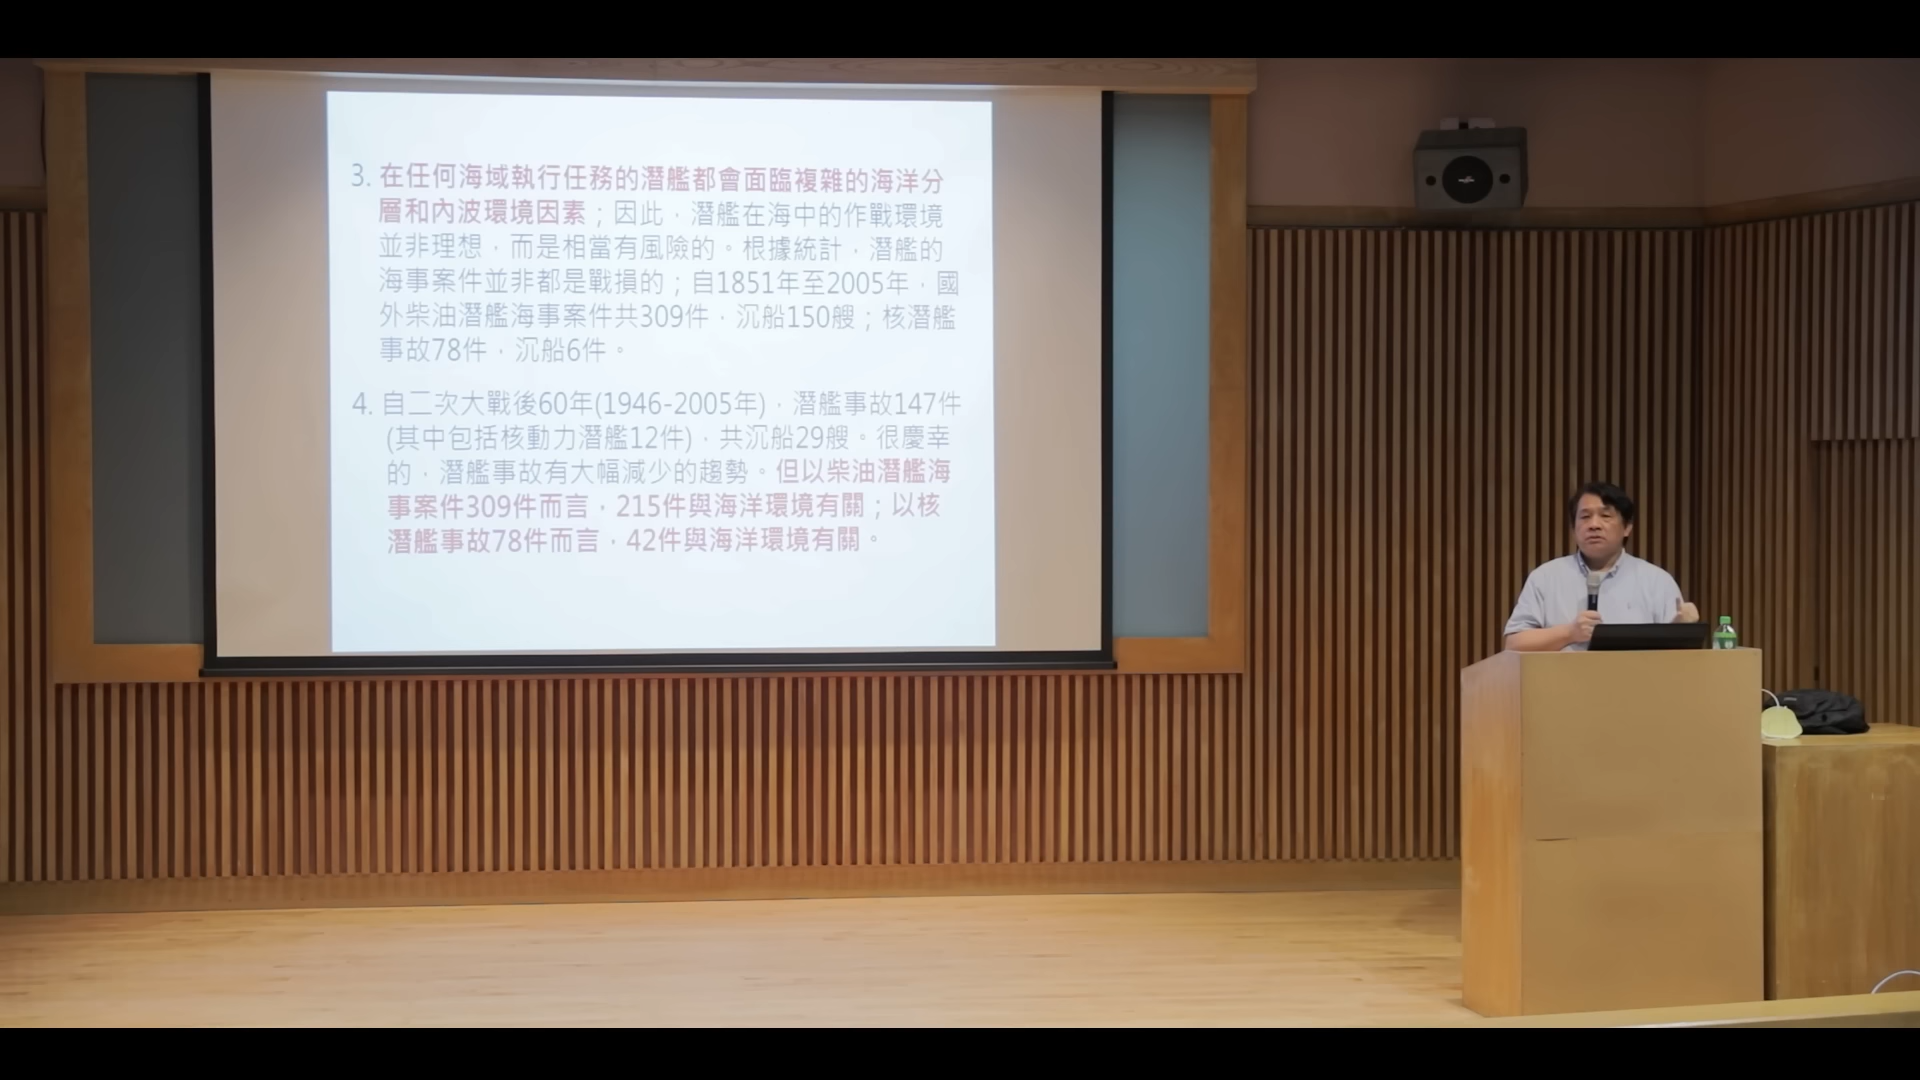 3. 在任何海域執行任務的潛艦都會面臨複雜的海洋分
層和內波環境因素；因此，潛艦在海中的作戰環境
並非理想，而是相當有風險的。根據統計，潛艦的
海事案件並非都是戰損的；自1851年至2005年，國
外柴油潛艦海事案件共309件，沉船150艘；核潛艦
事故78件，沉船6件。
4. 自二次大戰後60年(1946-2005年)，潛艦事故147件
(其中包括核動力潛艦12件)，共沉船29艘。很慶幸
的，潛艦事故有大幅減少的趨勢。但以柴油潛艦海
事案件309件而言，215件與海洋環境有關；以核
潛艦事故78件而言，42件與海洋環境有關。